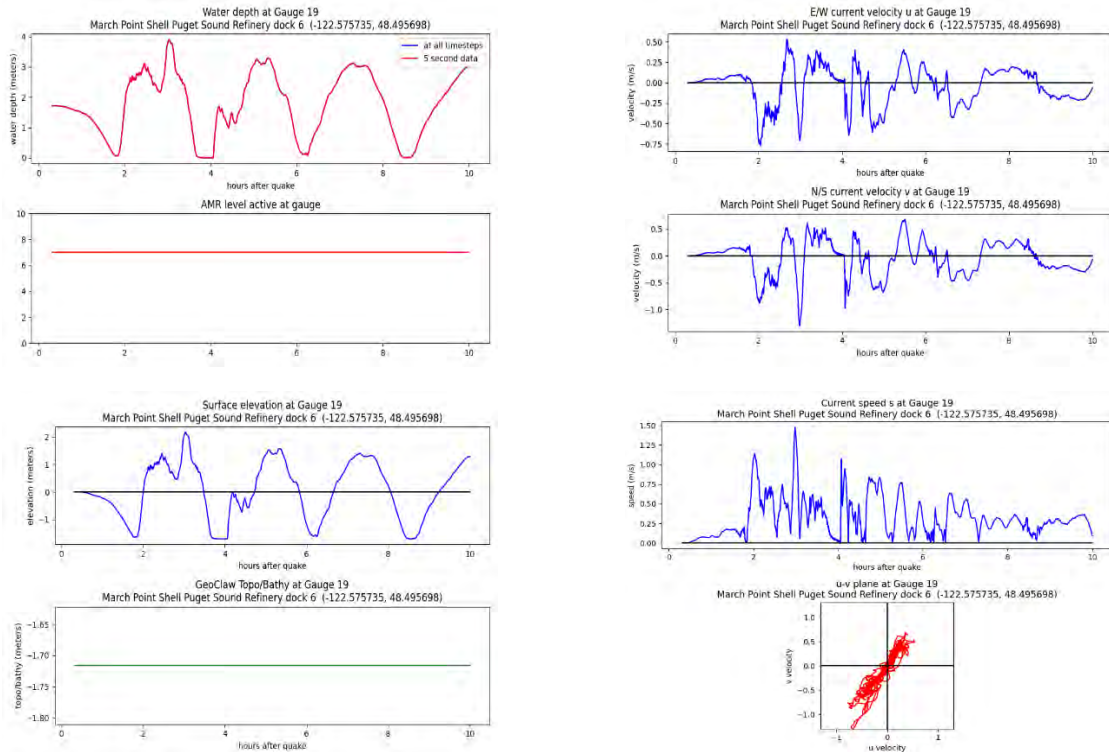 Water depth at Gauge 19
March Point Shell Puget Sound Refinery dock 6 (-122.575735, 48.495698)
at all timesteps
5 second data
water depth (meters)
4
3
2
1
0
0 2 4 6 8 10
hours after quake
AMR level active at gauge
10
8
6
4
2
0
0 2 4 6 8 10
Surface elevation at Gauge 19
March Point Shell Puget Sound Refinery dock 6 (-122.575735, 48.495698)
elevation (meters)
2
1
0
−1
0 2 4 6 8 10
hours after quake
GeoClaw Topo/Bathy at Gauge 19
March Point Shell Puget Sound Refinery dock 6 (-122.575735, 48.495698)
topo/bathy (meters)
−1.65
−1.70
−1.75
−1.80
0 2 4 6 8 10
hours after quake
E/W current velocity u at Gauge 19
March Point Shell Puget Sound Refinery dock 6 (-122.575735, 48.495698)
velocity (m/s)
0.50
0.25
0.00
−0.25
−0.50
−0.75
0 2 4 6 8 10
hours after quake
N/S current velocity v at Gauge 19
March Point Shell Puget Sound Refinery dock 6 (-122.575735, 48.495698)
velocity (m/s)
0.5
0.0
−0.5
−1.0
0 2 4 6 8 10
hours after quake
Current speed s at Gauge 19
March Point Shell Puget Sound Refinery dock 6 (-122.575735, 48.495698)
speed (m/s)
1.50
1.25
1.00
0.75
0.50
0.25
0.00
0 2 4 6 8 10
hours after quake
u-v plane at Gauge 19
March Point Shell Puget Sound Refinery dock 6 (-122.575735, 48.495698)
v velocity
1.0
0.5
0.0
−0.5
−1.0
−1 0 1
u velocity